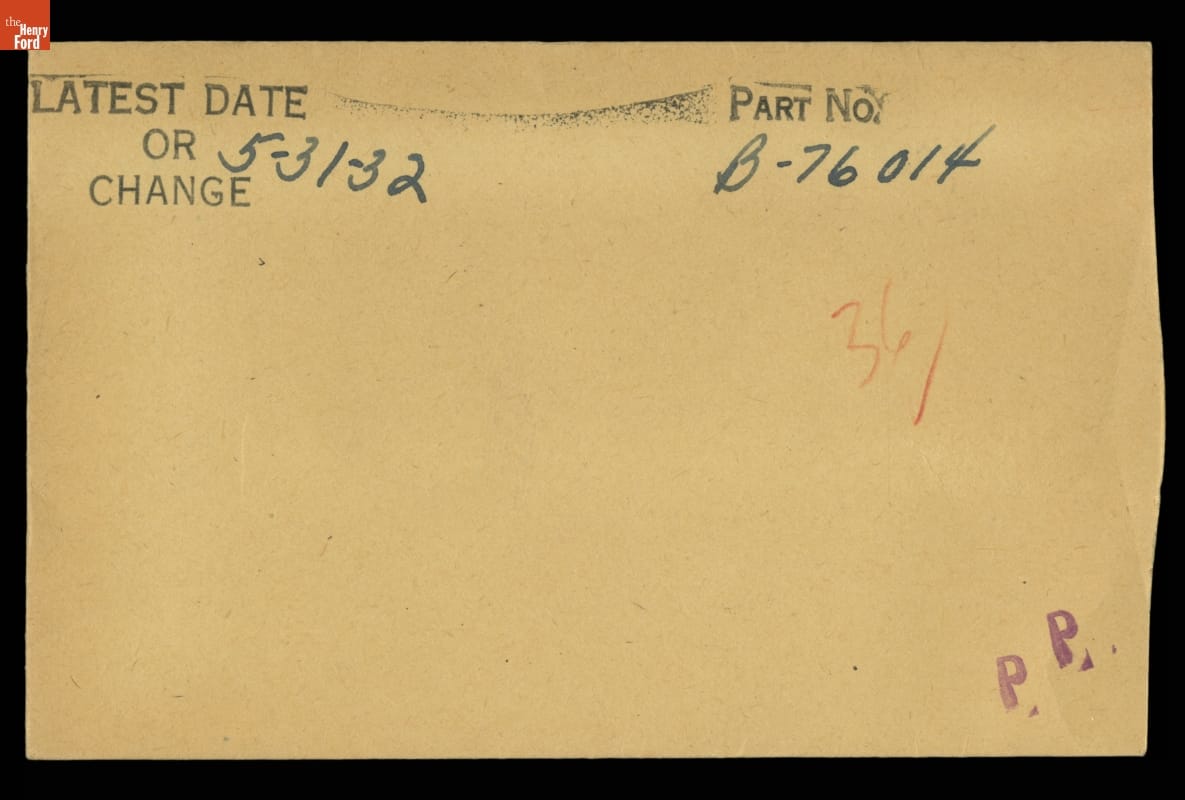 the
Henry
Ford
LATEST DATE
OR
CHANGE
5-31-32
PART NO.
B-76014
36/
P. P.